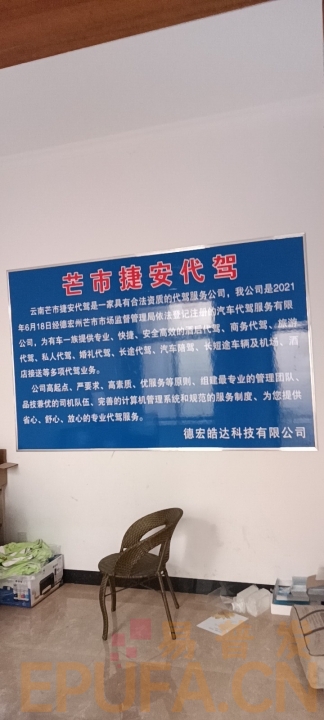 芒市捷安代驾
云南芒市捷安代驾是一家具有合法资质的代驾服务公司，我公司是2021
年6月18日经德宏州芒市市场监督管理局依法登记注册的汽车代驾服务有限
公司，为有车一族提供专业、快捷、安全高效的酒后代驾、商务代驾、旅游
代驾、私人代驾、婚礼代驾、长途代驾、汽车陪驾、长短途车辆及机场、酒
店接送等多项代驾业务。
公司高起点、严要求、高素质、优服务等原则、组建最专业的管理团队、
品技兼优的司机队伍、完善的计算机管理系统和规范的服务制度、为您提供
省心、舒心、放心的专业代驾服务。
德宏皓达科技有限公司
EPUFA.CN